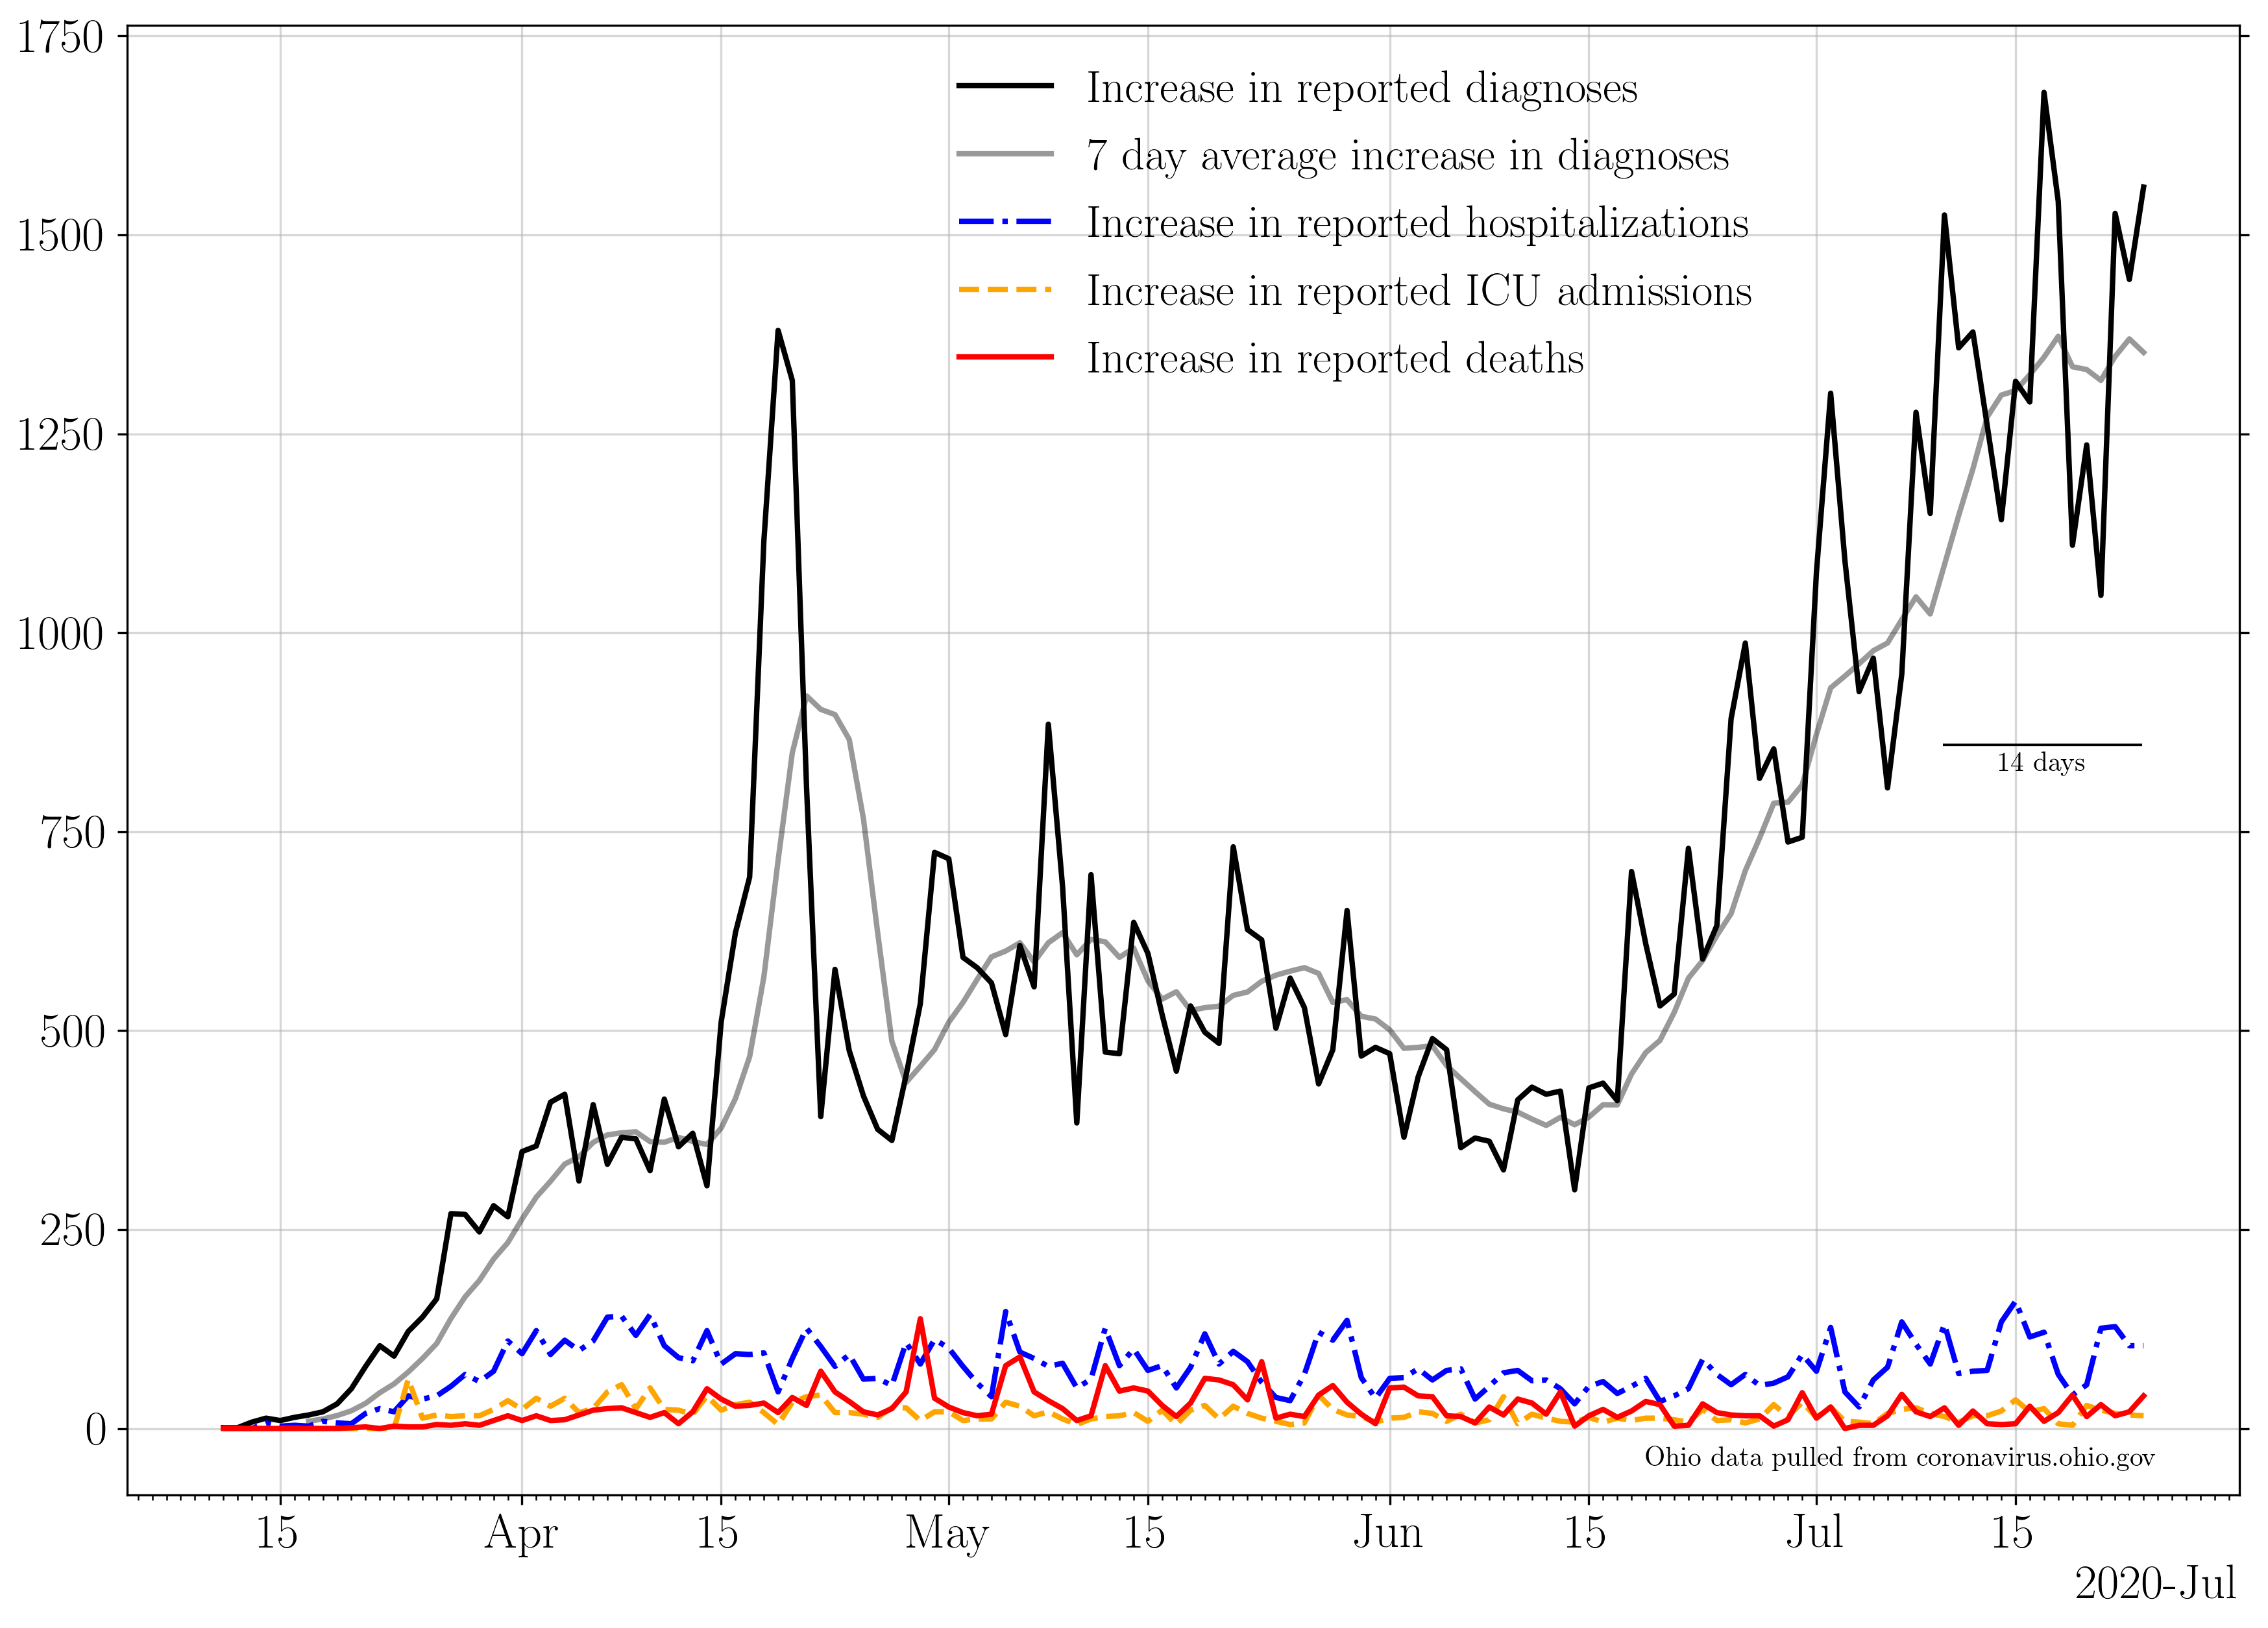 1750
1500
1250
1000
750
500
250
0
Increase in reported diagnoses
7 day average increase in diagnoses
Increase in reported hospitalizations
Increase in reported ICU admissions
Increase in reported deaths
14 days
Ohio data pulled from coronavirus.ohio.gov
15 Apr 15 May 15 Jun 15 Jul 15
2020-Jul